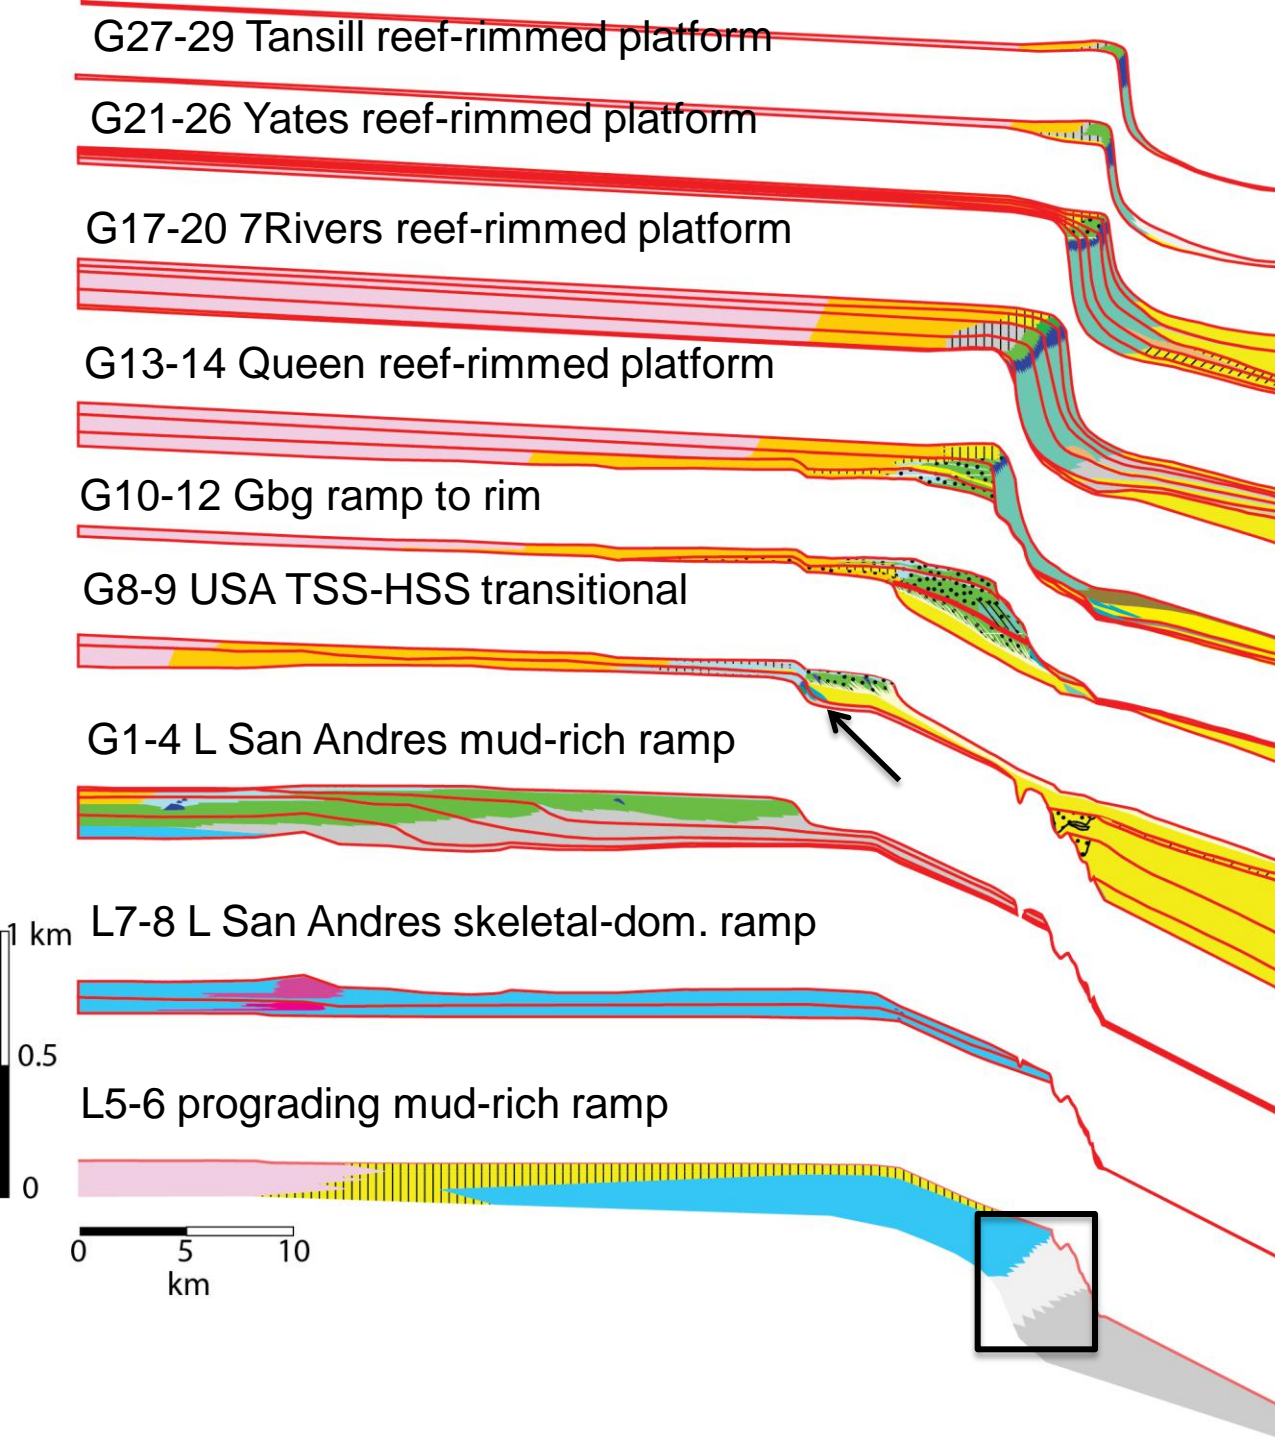 G27-29 Tansill reef-rimmed platform
G21-26 Yates reef-rimmed platform
G17-20 7Rivers reef-rimmed platform
G13-14 Queen reef-rimmed platform
G10-12 Gbg ramp to rim
G8-9 USA TSS-HSS transitional
G1-4 L San Andres mud-rich ramp
L7-8 L San Andres skeletal-dom. ramp
1 km
0.5
L5-6 prograding mud-rich ramp
0
0 5 10
km